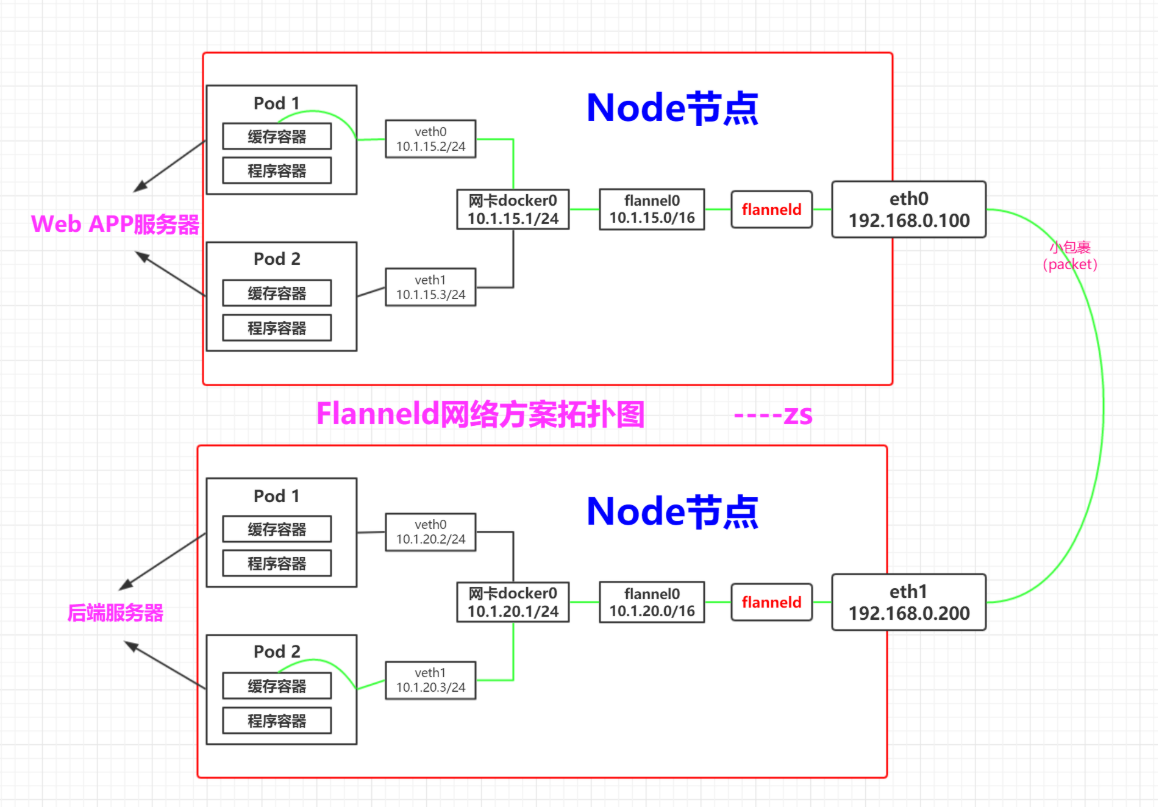 Node节点
Pod 1
缓存容器
程序容器
veth0
10.1.15.2/24
网卡docker0
10.1.15.1/24
flannel0
10.1.15.0/16
flanneld
eth0
192.168.0.100
Web APP服务器
小包裹
（packet）
Pod 2
缓存容器
程序容器
veth1
10.1.15.3/24
Flanneld网络方案拓扑图 ----zs
Node节点
Pod 1
缓存容器
程序容器
veth0
10.1.20.2/24
网卡docker0
10.1.20.1/24
flannel0
10.1.20.0/16
flanneld
eth1
192.168.0.200
后端服务器
Pod 2
缓存容器
程序容器
veth1
10.1.20.3/24